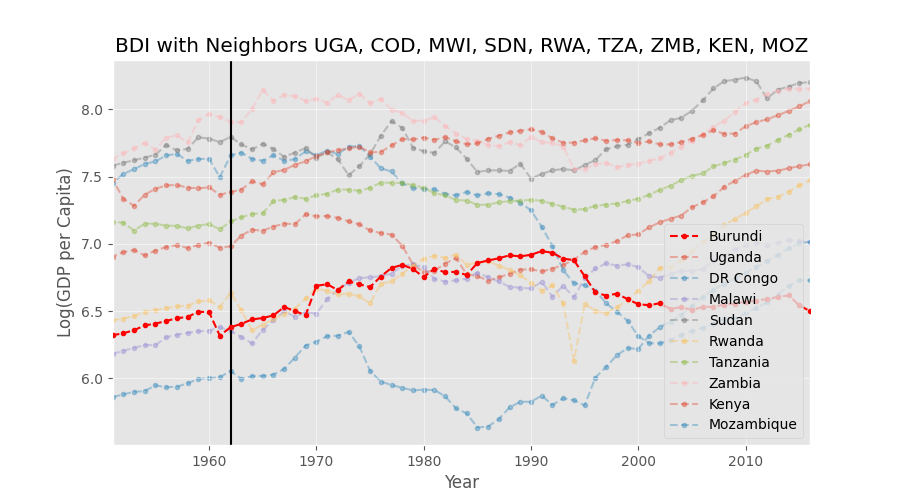 BDI with Neighbors UGA, COD, MWI, SDN, RWA, TZA, ZMB, KEN, MOZ
Log(GDP per Capita)
8.0
7.5
7.0
6.5
6.0
1960
1970
1980
1990
2000
2010
Year
Burundi
Uganda
DR Congo
Malawi
Sudan
Rwanda
Tanzania
Zambia
Kenya
Mozambique